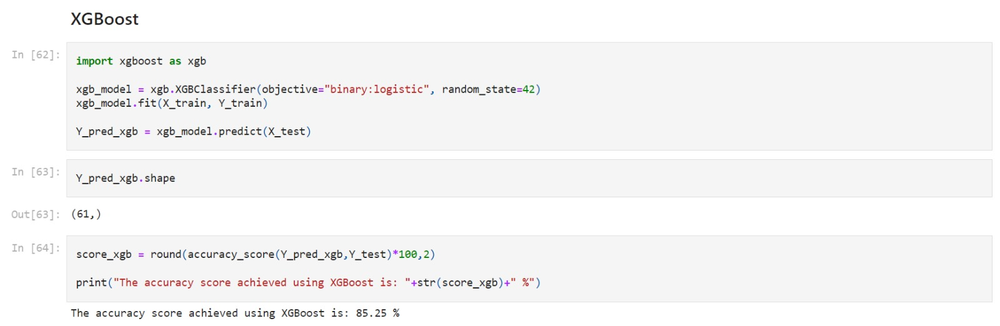 XGBoost
In [62]:
import xgboost as xgb
xgb_model = xgb.XGBClassifier(objective="binary:logistic", random_state=42)
xgb_model.fit(X_train, Y_train)
Y_pred_xgb = xgb_model.predict(X_test)
In [63]:
Y_pred_xgb.shape
Out[63]: (61,)
In [64]:
score_xgb = round(accuracy_score(Y_pred_xgb,Y_test)*100,2)
print("The accuracy score achieved using XGBoost is: "+str(score_xgb)+" %")
The accuracy score achieved using XGBoost is: 85.25 %